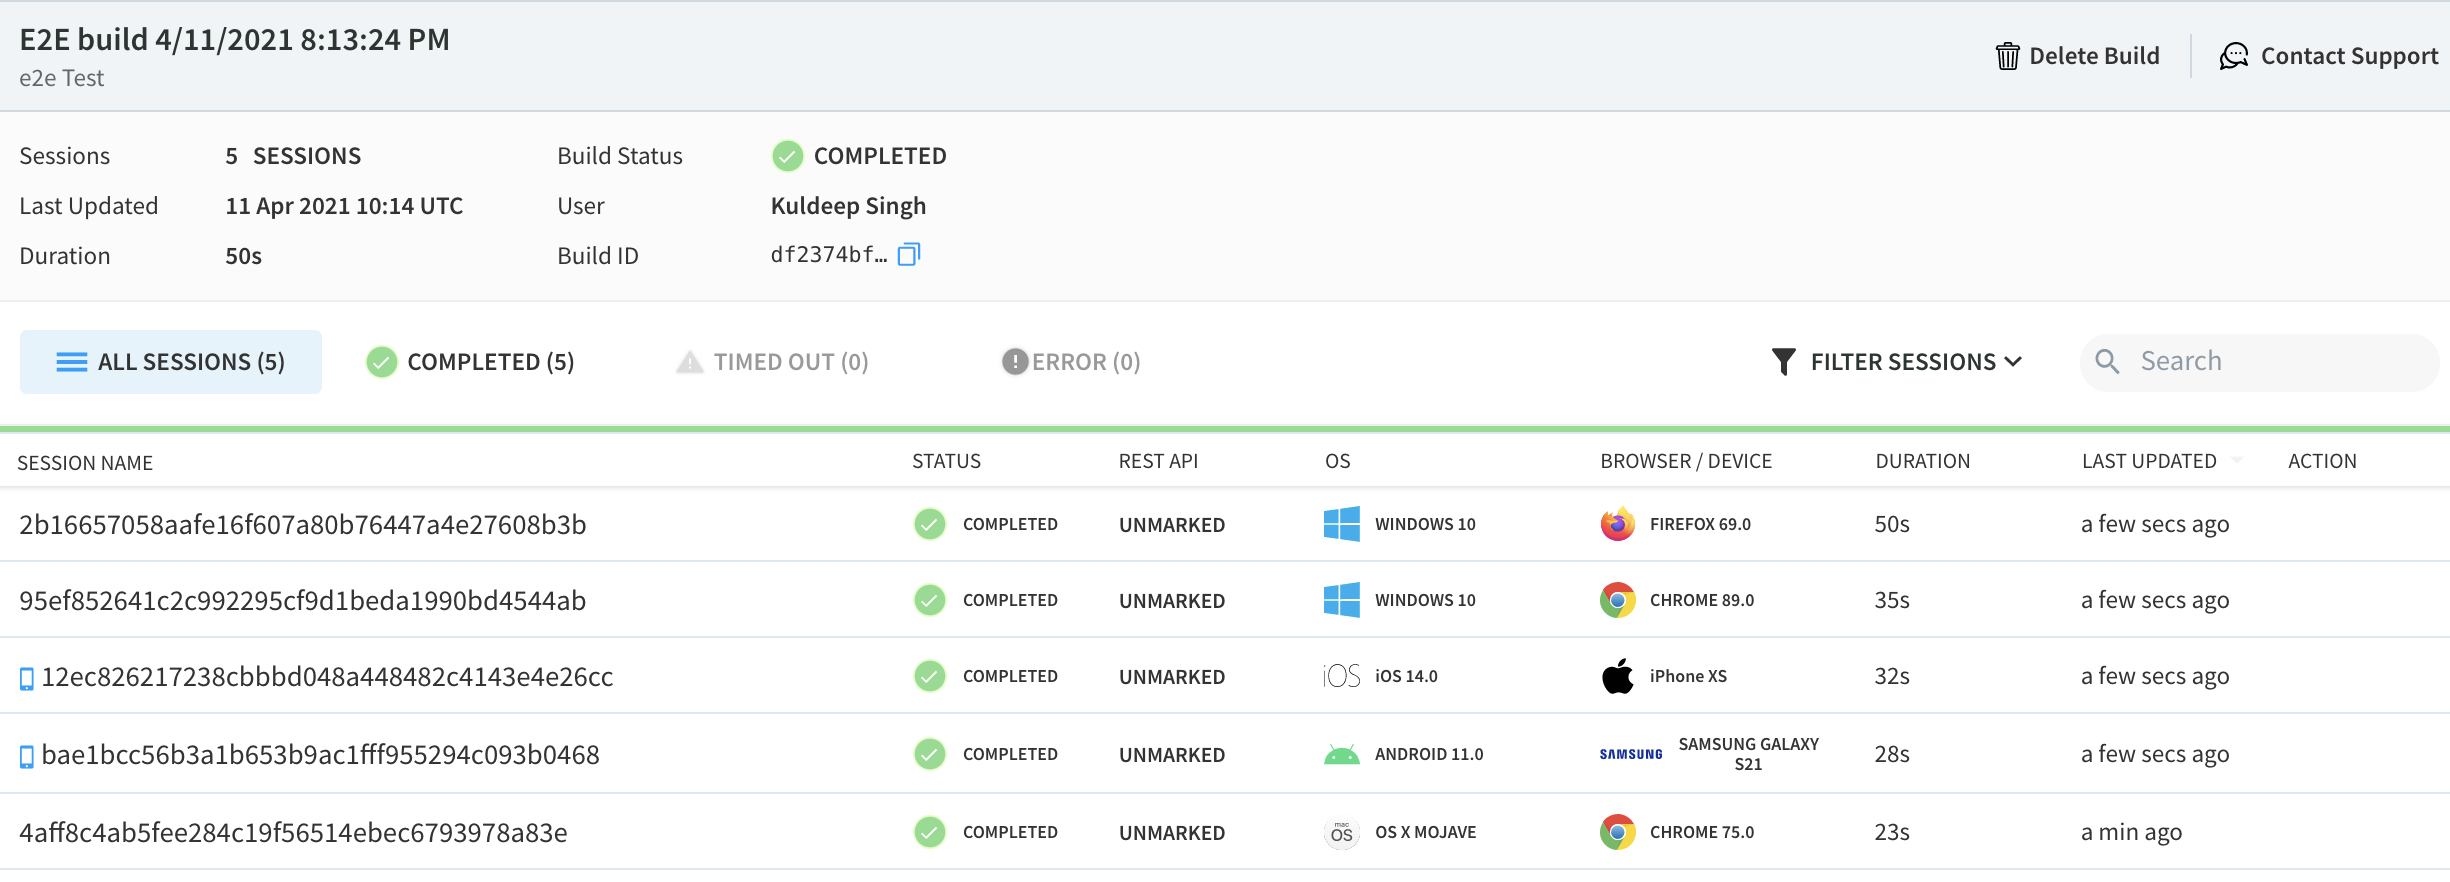 E2E build 4/11/2021 8:13:24 PM
e2e Test
Delete Build
Contact Support
Sessions 5 SESSIONS Build Status COMPLETED
Last Updated 11 Apr 2021 10:14 UTC User Kuldeep Singh
Duration 50s Build ID df2374bf...
ALL SESSIONS (5) COMPLETED (5) TIMED OUT (0) ERROR (0) FILTER SESSIONS Search
SESSION NAME STATUS REST API OS BROWSER / DEVICE DURATION LAST UPDATED ACTION
2b16657058aafe16f607a80b76447a4e27608b3b COMPLETED UNMARKED WINDOWS 10 FIREFOX 69.0 50s a few secs ago
95ef852641c2c992295cf9d1beda1990bd4544ab COMPLETED UNMARKED WINDOWS 10 CHROME 89.0 35s a few secs ago
12ec826217238cbbbd048a448482c4143e4e26cc COMPLETED UNMARKED iOS iOS 14.0 iPhone XS 32s a few secs ago
bae1bcc56b3a1b653b9ac1fff955294c093b0468 COMPLETED UNMARKED ANDROID 11.0 SAMSUNG SAMSUNG GALAXY S21 28s a few secs ago
4aff8c4ab5fee284c19f56514ebec6793978a83e COMPLETED UNMARKED mac OS OS X MOJAVE CHROME 75.0 23s a min ago